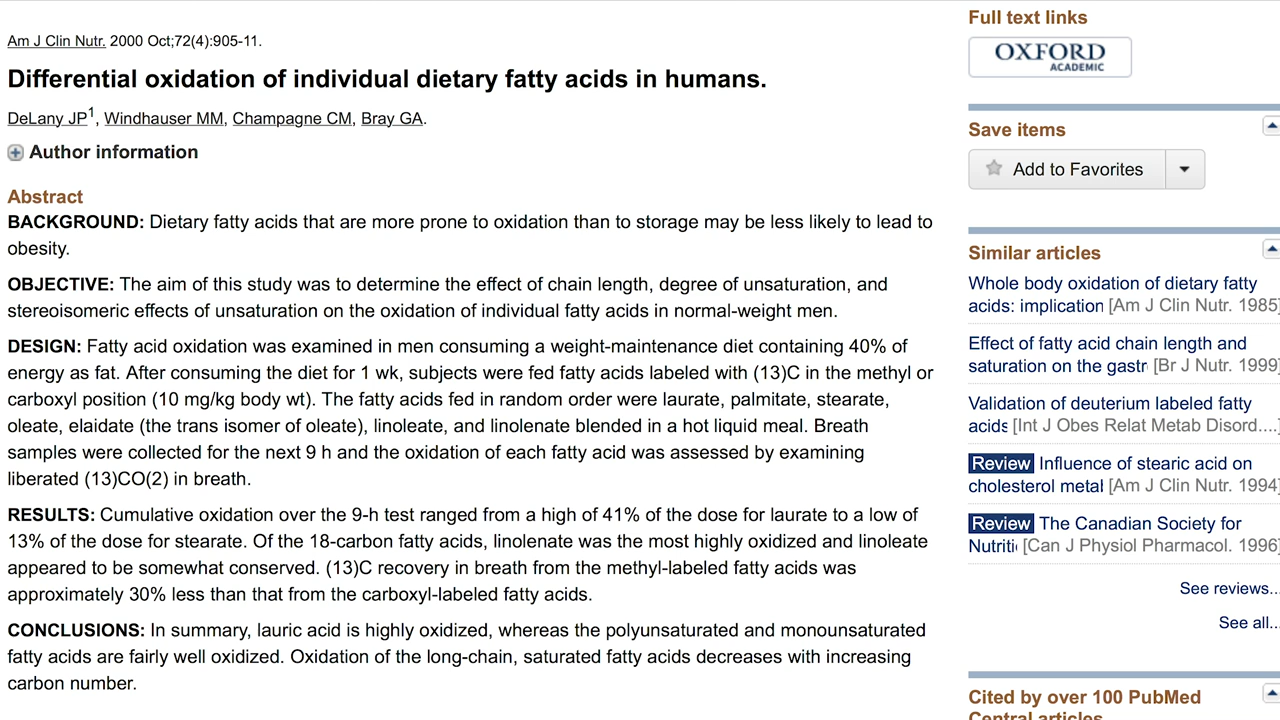 Am J Clin Nutr. 2000 Oct;72(4):905-11.
Differential oxidation of individual dietary fatty acids in humans.
DeLany JP1, Windhauser MM, Champagne CM, Bray GA.
Author information
Abstract
BACKGROUND: Dietary fatty acids that are more prone to oxidation than to storage may be less likely to lead to
obesity.
OBJECTIVE: The aim of this study was to determine the effect of chain length, degree of unsaturation, and
stereoisomeric effects of unsaturation on the oxidation of individual fatty acids in normal-weight men.
DESIGN: Fatty acid oxidation was examined in men consuming a weight-maintenance diet containing 40% of
energy as fat. After consuming the diet for 1 wk, subjects were fed fatty acids labeled with (13)C in the methyl or
carboxyl position (10 mg/kg body wt). The fatty acids fed in random order were laurate, palmitate, stearate,
oleate, elaidate (the trans isomer of oleate), linoleate, and linolenate blended in a hot liquid meal. Breath
samples were collected for the next 9 h and the oxidation of each fatty acid was assessed by examining
liberated (13)CO(2) in breath.
RESULTS: Cumulative oxidation over the 9-h test ranged from a high of 41% of the dose for laurate to a low of
13% of the dose for stearate. Of the 18-carbon fatty acids, linolenate was the most highly oxidized and linoleate
appeared to be somewhat conserved. (13)C recovery in breath from the methyl-labeled fatty acids was
approximately 30% less than that from the carboxyl-labeled fatty acids.
CONCLUSIONS: In summary, lauric acid is highly oxidized, whereas the polyunsaturated and monounsaturated
fatty acids are fairly well oxidized. Oxidation of the long-chain, saturated fatty acids decreases with increasing
carbon number.
Full text links
OXFORD
ACADEMIC
Save items
Add to Favorites
Similar articles
Whole body oxidation of dietary fatty
acids: implication [Am J Clin Nutr. 1985]
Effect of fatty acid chain length and
saturation on the gastr [Br J Nutr. 1999]
Validation of deuterium labeled fatty
acids [Int J Obes Relat Metab Disord....]
Review Influence of stearic acid on
cholesterol metal [Am J Clin Nutr. 1994]
Review The Canadian Society for
Nutriti [Can J Physiol Pharmacol. 1996]
See reviews...
See all...
Cited by over 100 PubMed
Central articles